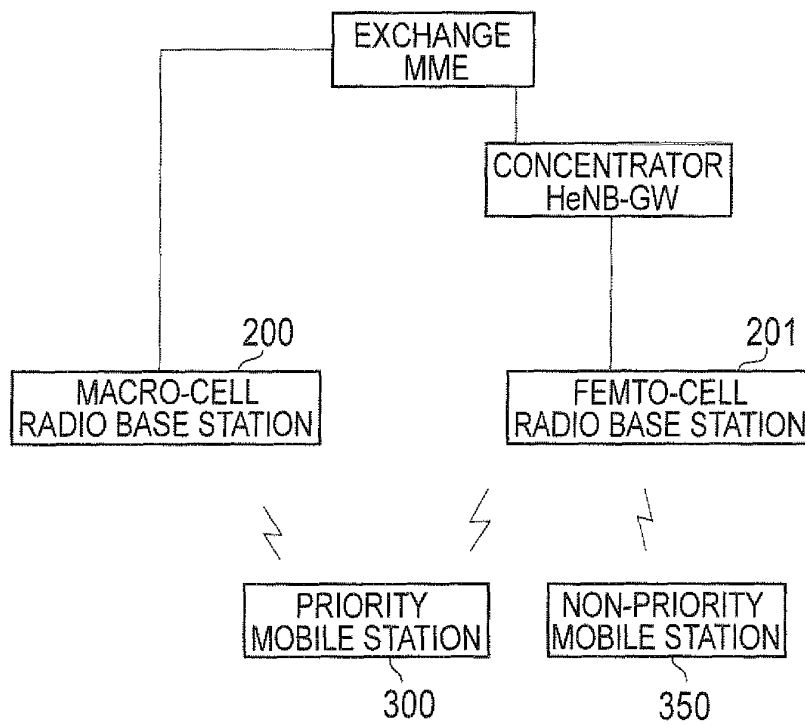 EXCHANGE
MME
CONCENTRATOR
HeNB-GW
200
MACRO-CELL
RADIO BASE STATION
201
FEMTO-CELL
RADIO BASE STATION
PRIORITY
MOBILE STATION
300
NON-PRIORITY
MOBILE STATION
350